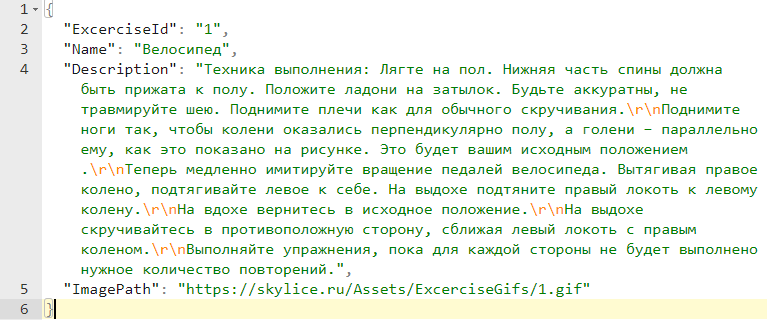 1 {
2 "ExcerciseId": "1",
3 "Name": "Велосипед",
4 "Description": "Техника выполнения: Лягте на пол. Нижняя часть спины должна
быть прижата к полу. Положите ладони на затылок. Будьте аккуратны, не
травмируйте шею. Поднимите плечи как для обычного скручивания.\r\nПоднимите
ноги так, чтобы колени оказались перпендикулярно полу, а голени – параллельно
ему, как это показано на рисунке. Это будет вашим исходным положением
.\r\nТеперь медленно имитируйте вращение педалей велосипеда. Вытягивая правое
колено, подтягивайте левое к себе. На выдохе подтяните правый локоть к левому
колену.\r\nНа вдохе вернитесь в исходное положение.\r\nНа выдохе
скручивайтесь в противоположную сторону, сближая левый локоть с правым
коленом.\r\nВыполняйте упражнения, пока для каждой стороны не будет выполнено
нужное количество повторений.",
5 "ImagePath": "https://skylice.ru/Assets/ExcerciseGifs/1.gif"
6 }